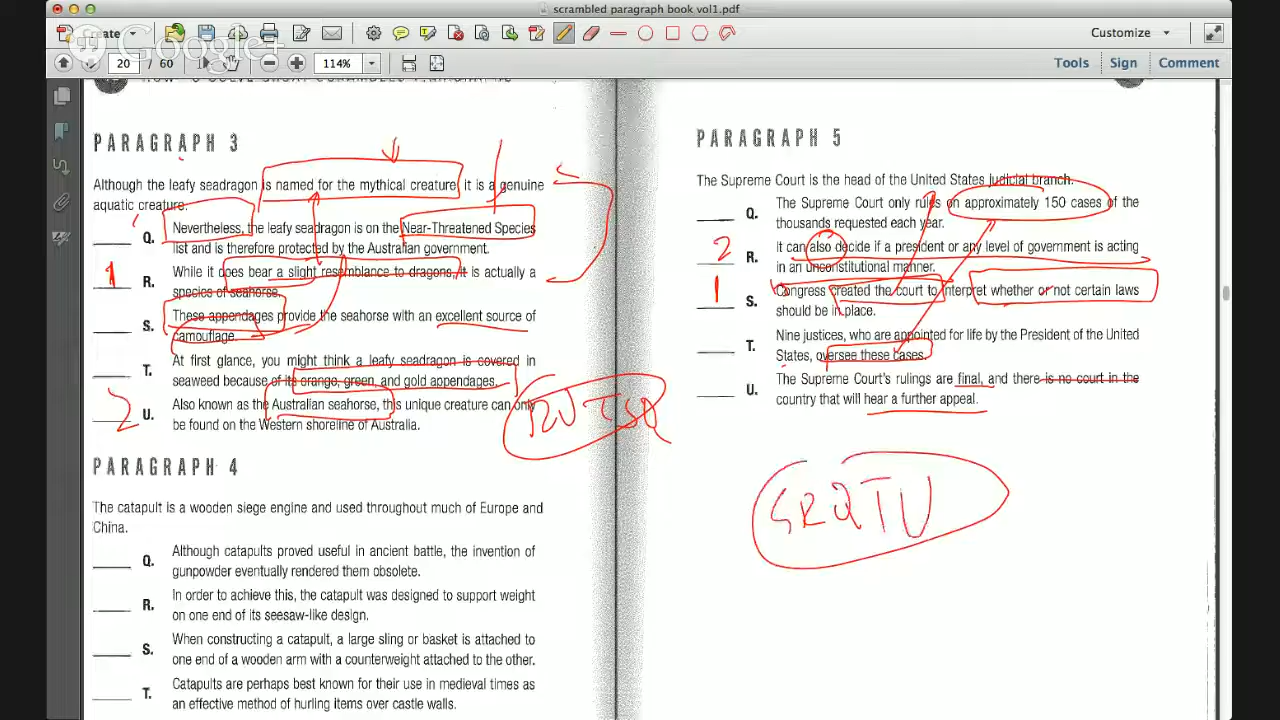 scrambled paragraph book vol1.pdf
Create
Customize
Google+
20 / 60
114%
Tools
Sign
Comment
PARAGRAPH 3
Although the leafy seadragon is named for the mythical creature, it is a genuine
aquatic creature.
Q. Nevertheless, the leafy seadragon is on the Near-Threatened Species
list and is therefore protected by the Australian government.
1 R. While it does bear a slight resemblance to dragons, it is actually a
species of seahorse.
S. These appendages provide the seahorse with an excellent source of
camouflage.
T. At first glance, you might think a leafy seadragon is covered in
seaweed because of its orange, green, and gold appendages.
2 U. Also known as the Australian seahorse, this unique creature can only
be found on the Western shoreline of Australia.
RUTSQ
PARAGRAPH 4
The catapult is a wooden siege engine and used throughout much of Europe and
China.
Q. Although catapults proved useful in ancient battle, the invention of
gunpowder eventually rendered them obsolete.
R. In order to achieve this, the catapult was designed to support weight
on one end of its seesaw-like design.
S. When constructing a catapult, a large sling or basket is attached to
one end of a wooden arm with a counterweight attached to the other.
T. Catapults are perhaps best known for their use in medieval times as
an effective method of hurling items over castle walls.
PARAGRAPH 5
The Supreme Court is the head of the United States judicial branch.
Q. The Supreme Court only rules on approximately 150 cases of the
thousands requested each year.
2 R. It can also decide if a president or any level of government is acting
in an unconstitutional manner.
1 S. Congress created the court to interpret whether or not certain laws
should be in place.
T. Nine justices, who are appointed for life by the President of the United
States, oversee these cases.
U. The Supreme Court's rulings are final, and there is no court in the
country that will hear a further appeal.
SRQTU